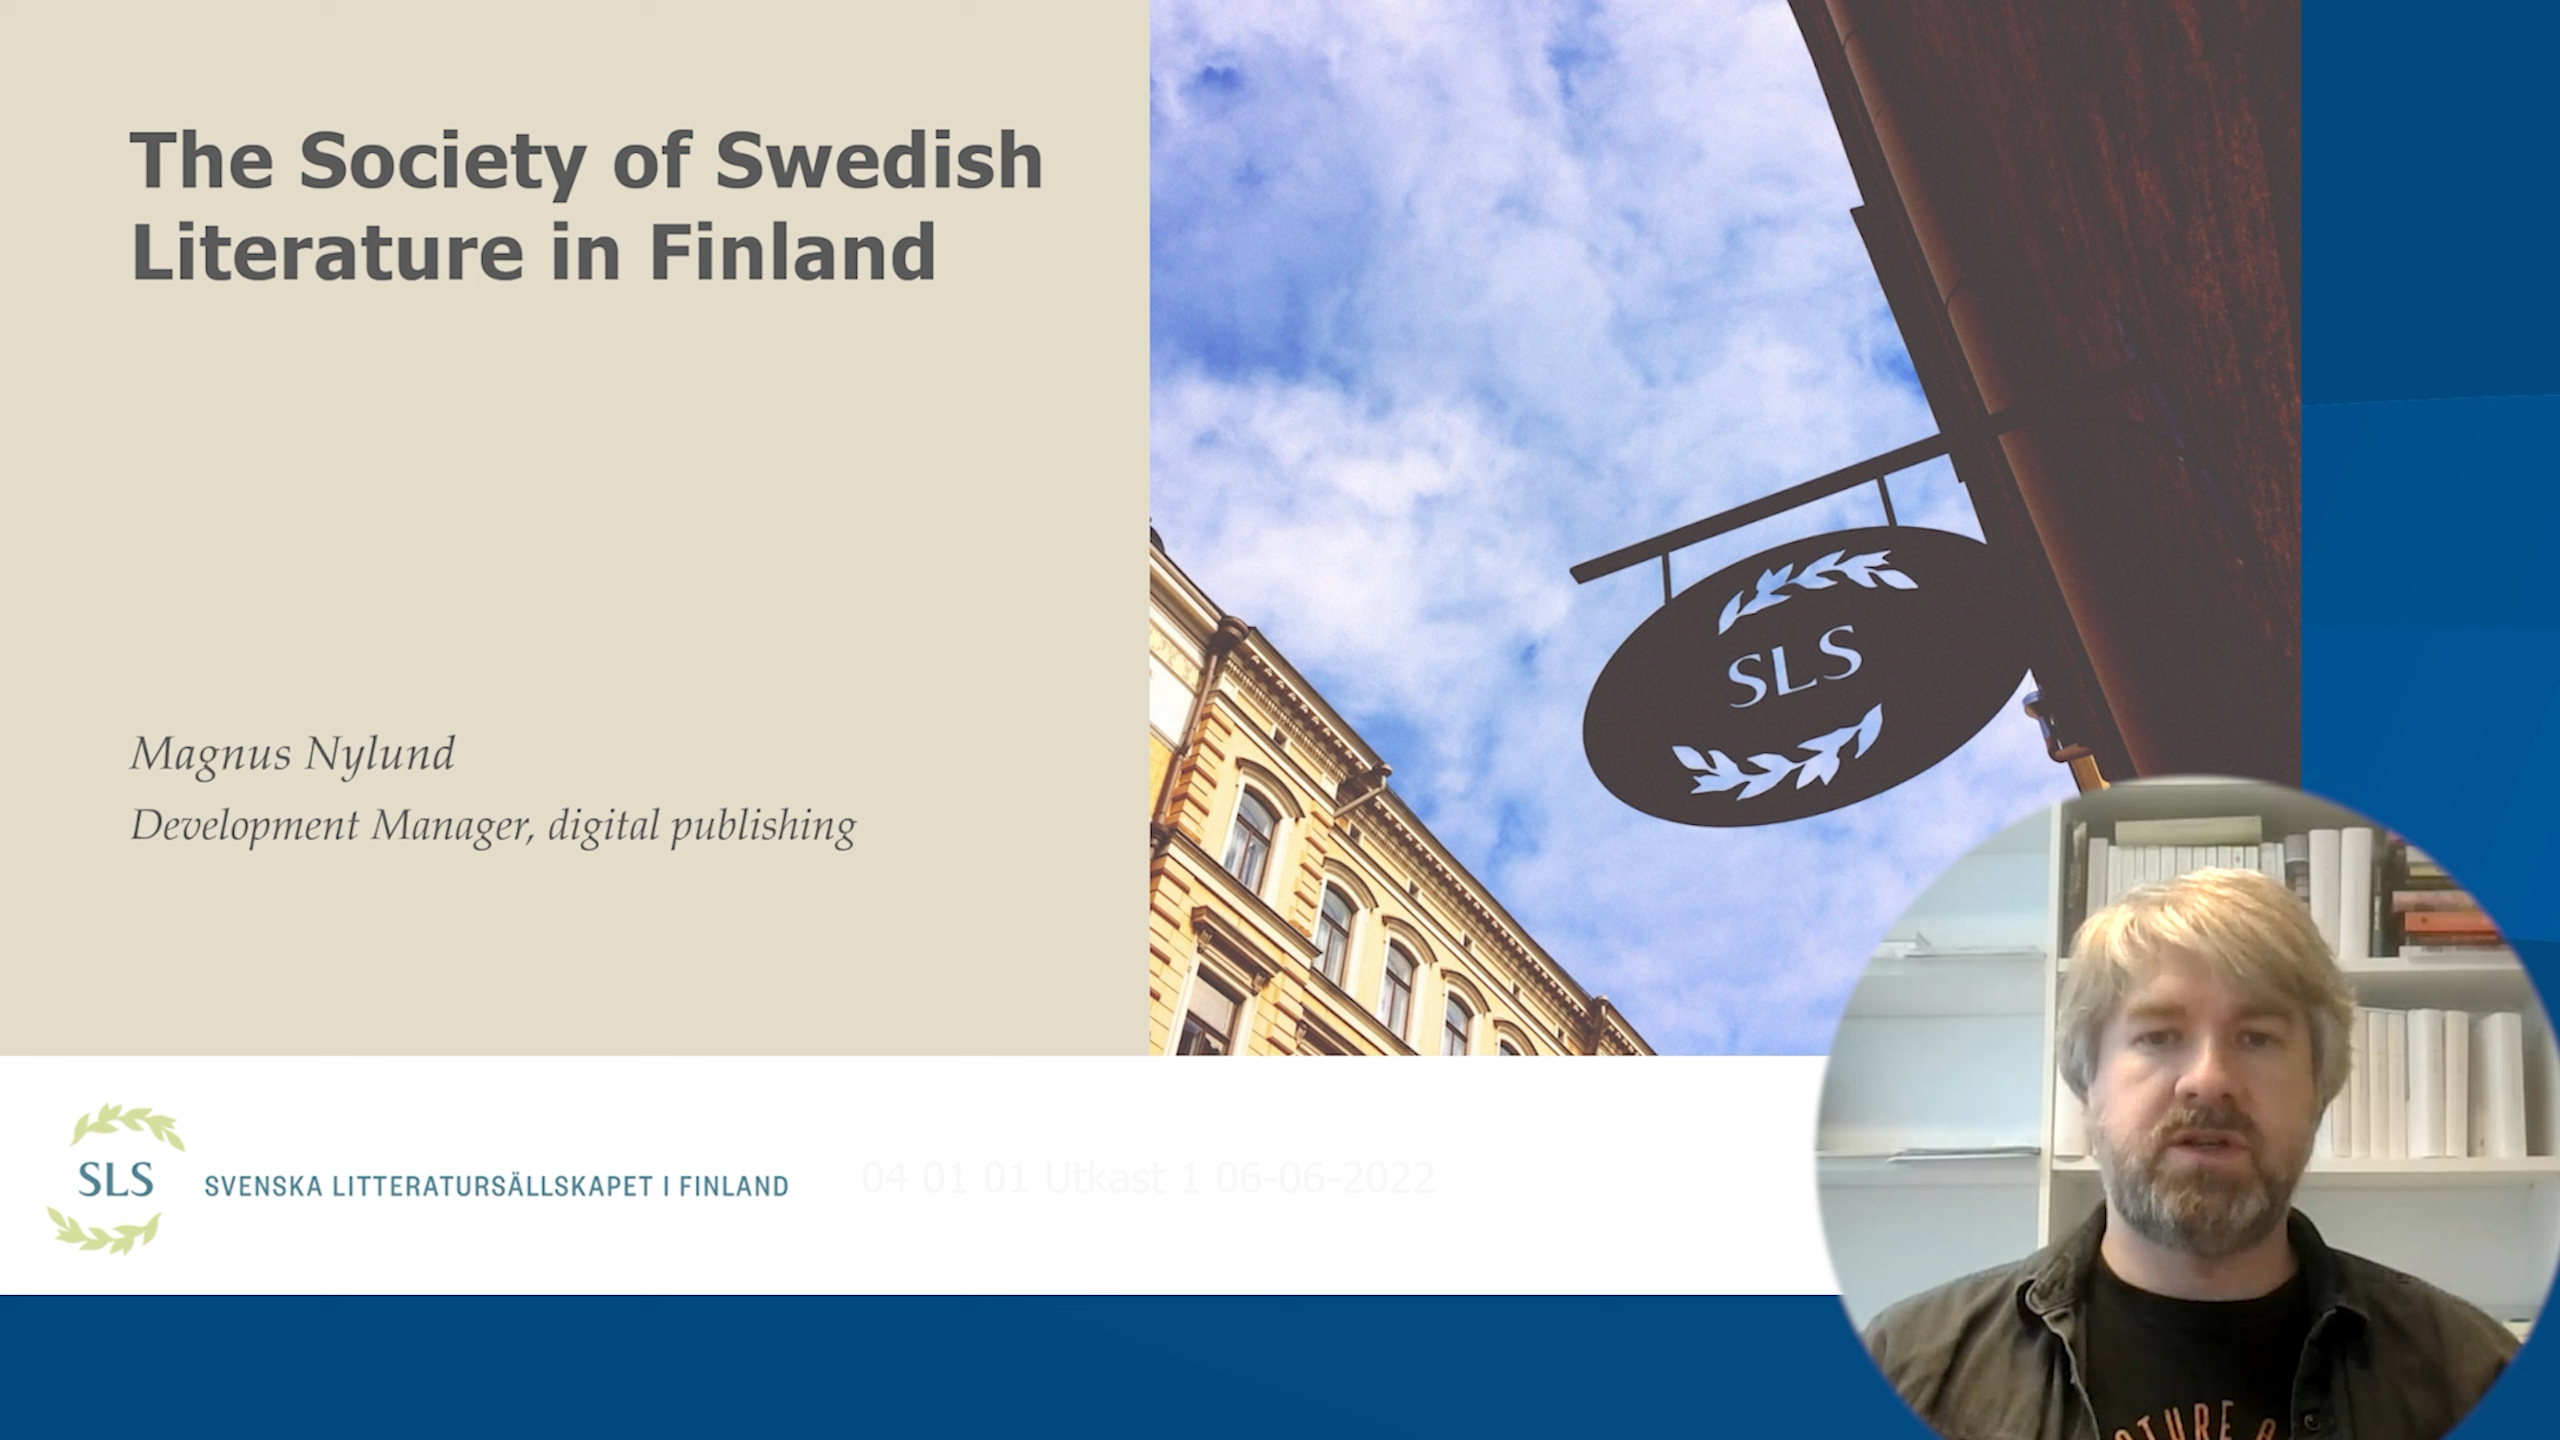 The Society of Swedish
Literature in Finland
SLS
Magnus Nylund
Development Manager, digital publishing
SLS
SVENSKA LITTERATURSÄLLSKAPET I FINLAND
04 01 01 Utkast 1 06-06-2022